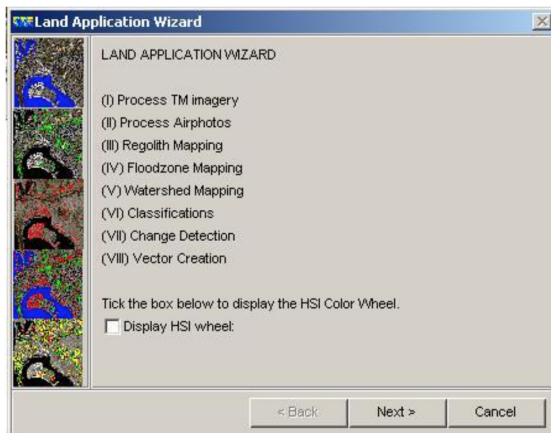 Land Application Wizard
LAND APPLICATION WIZARD
(I) Process TM imagery
(II) Process Airphotos
(III) Regolith Mapping
(IV) Floodzone Mapping
(V) Watershed Mapping
(VI) Classifications
(VII) Change Detection
(VIII) Vector Creation
Tick the box below to display the HSI Color Wheel.
Display HSI wheel:
< Back
Next >
Cancel